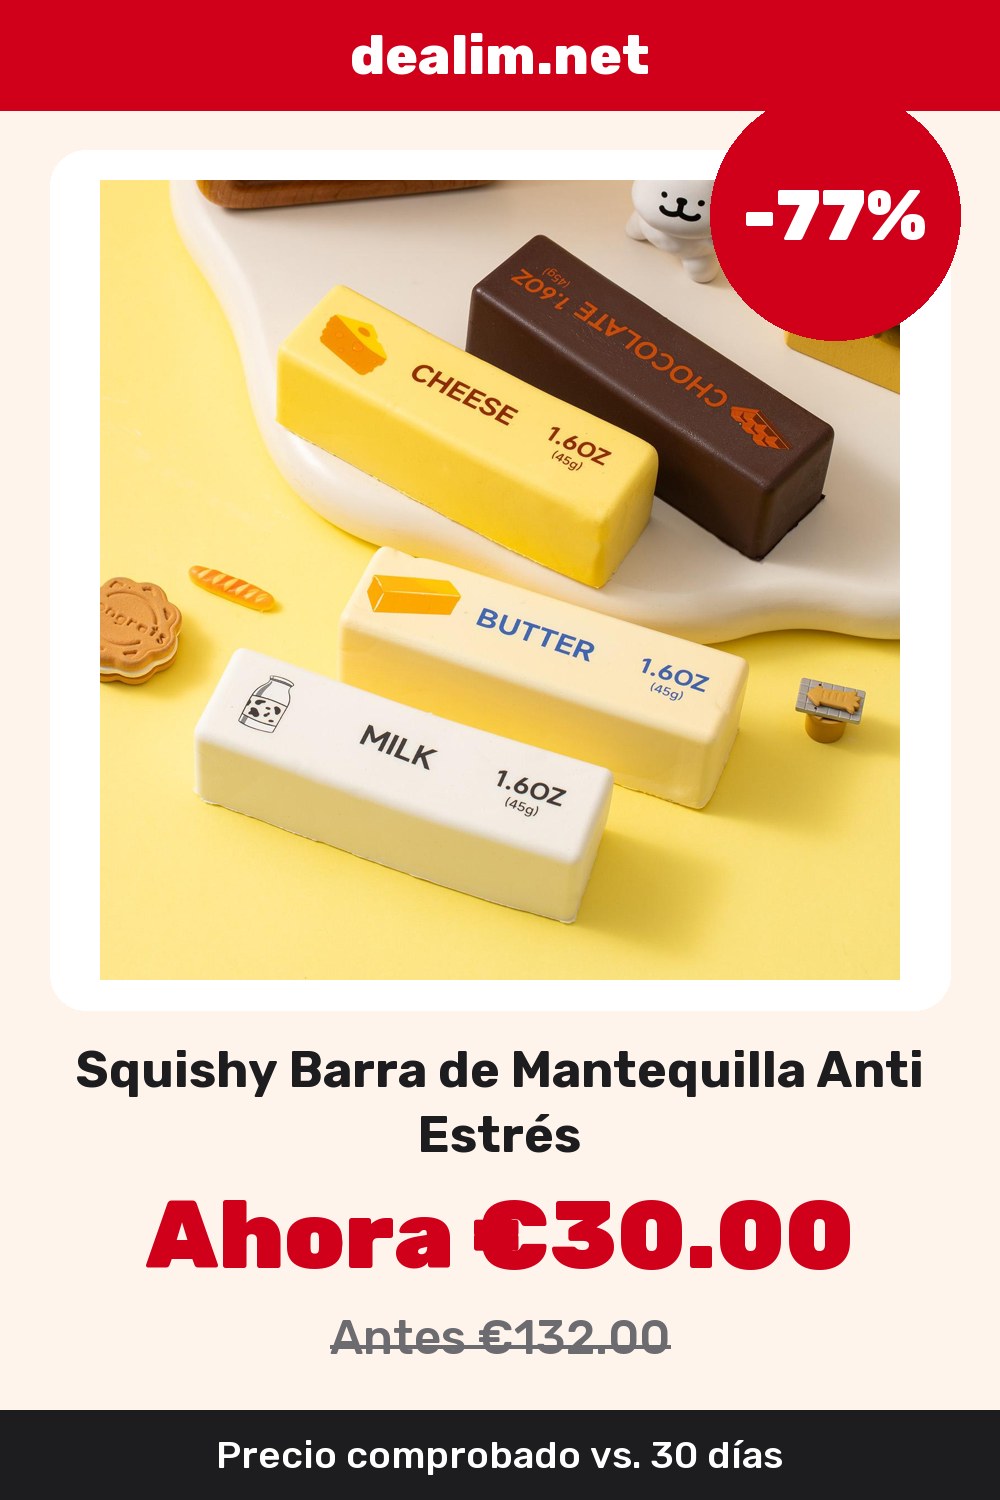 dealim.net
-77%
CHOCOLATE 1.6OZ
(45g)
CHEESE
1.6OZ
(45g)
BUTTER
1.6OZ
(45g)
MILK
1.6OZ
(45g)
Squishy Barra de Mantequilla Anti
Estrés
Ahora €30.00
Antes €132.00
Precio comprobado vs. 30 días